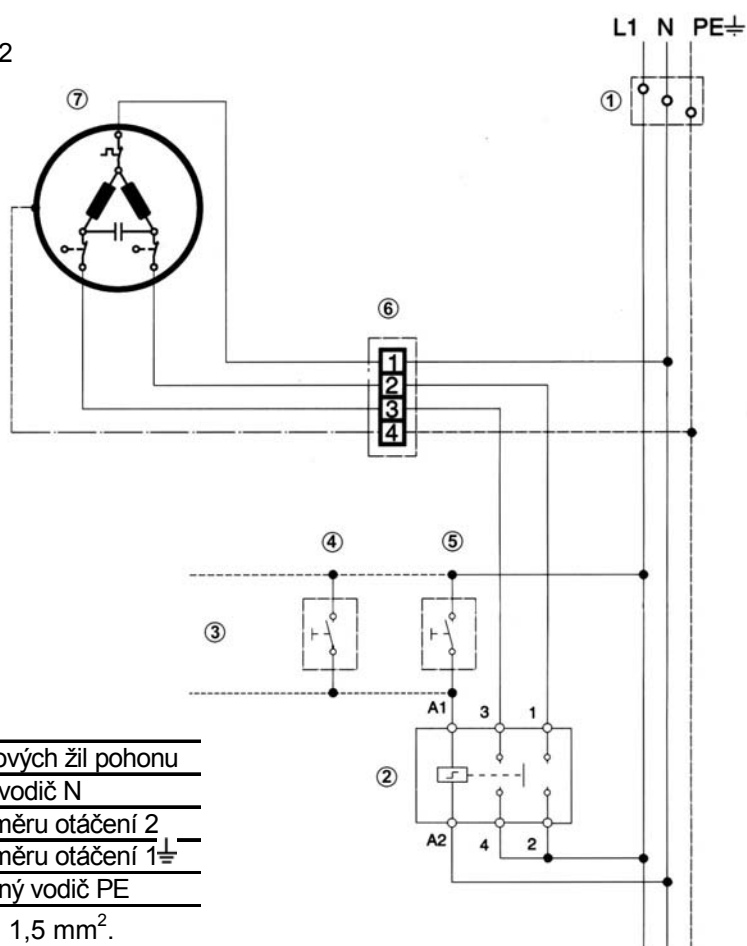 L1 N PE⏚
2
⑦
①
⑥
1
2
3
4
④ ⑤
③
A1 3 1
②
A2 4 2
ových žil pohonu
vodič N
měru otáčení 2
měru otáčení 1⏚
ný vodič PE
1,5 mm².